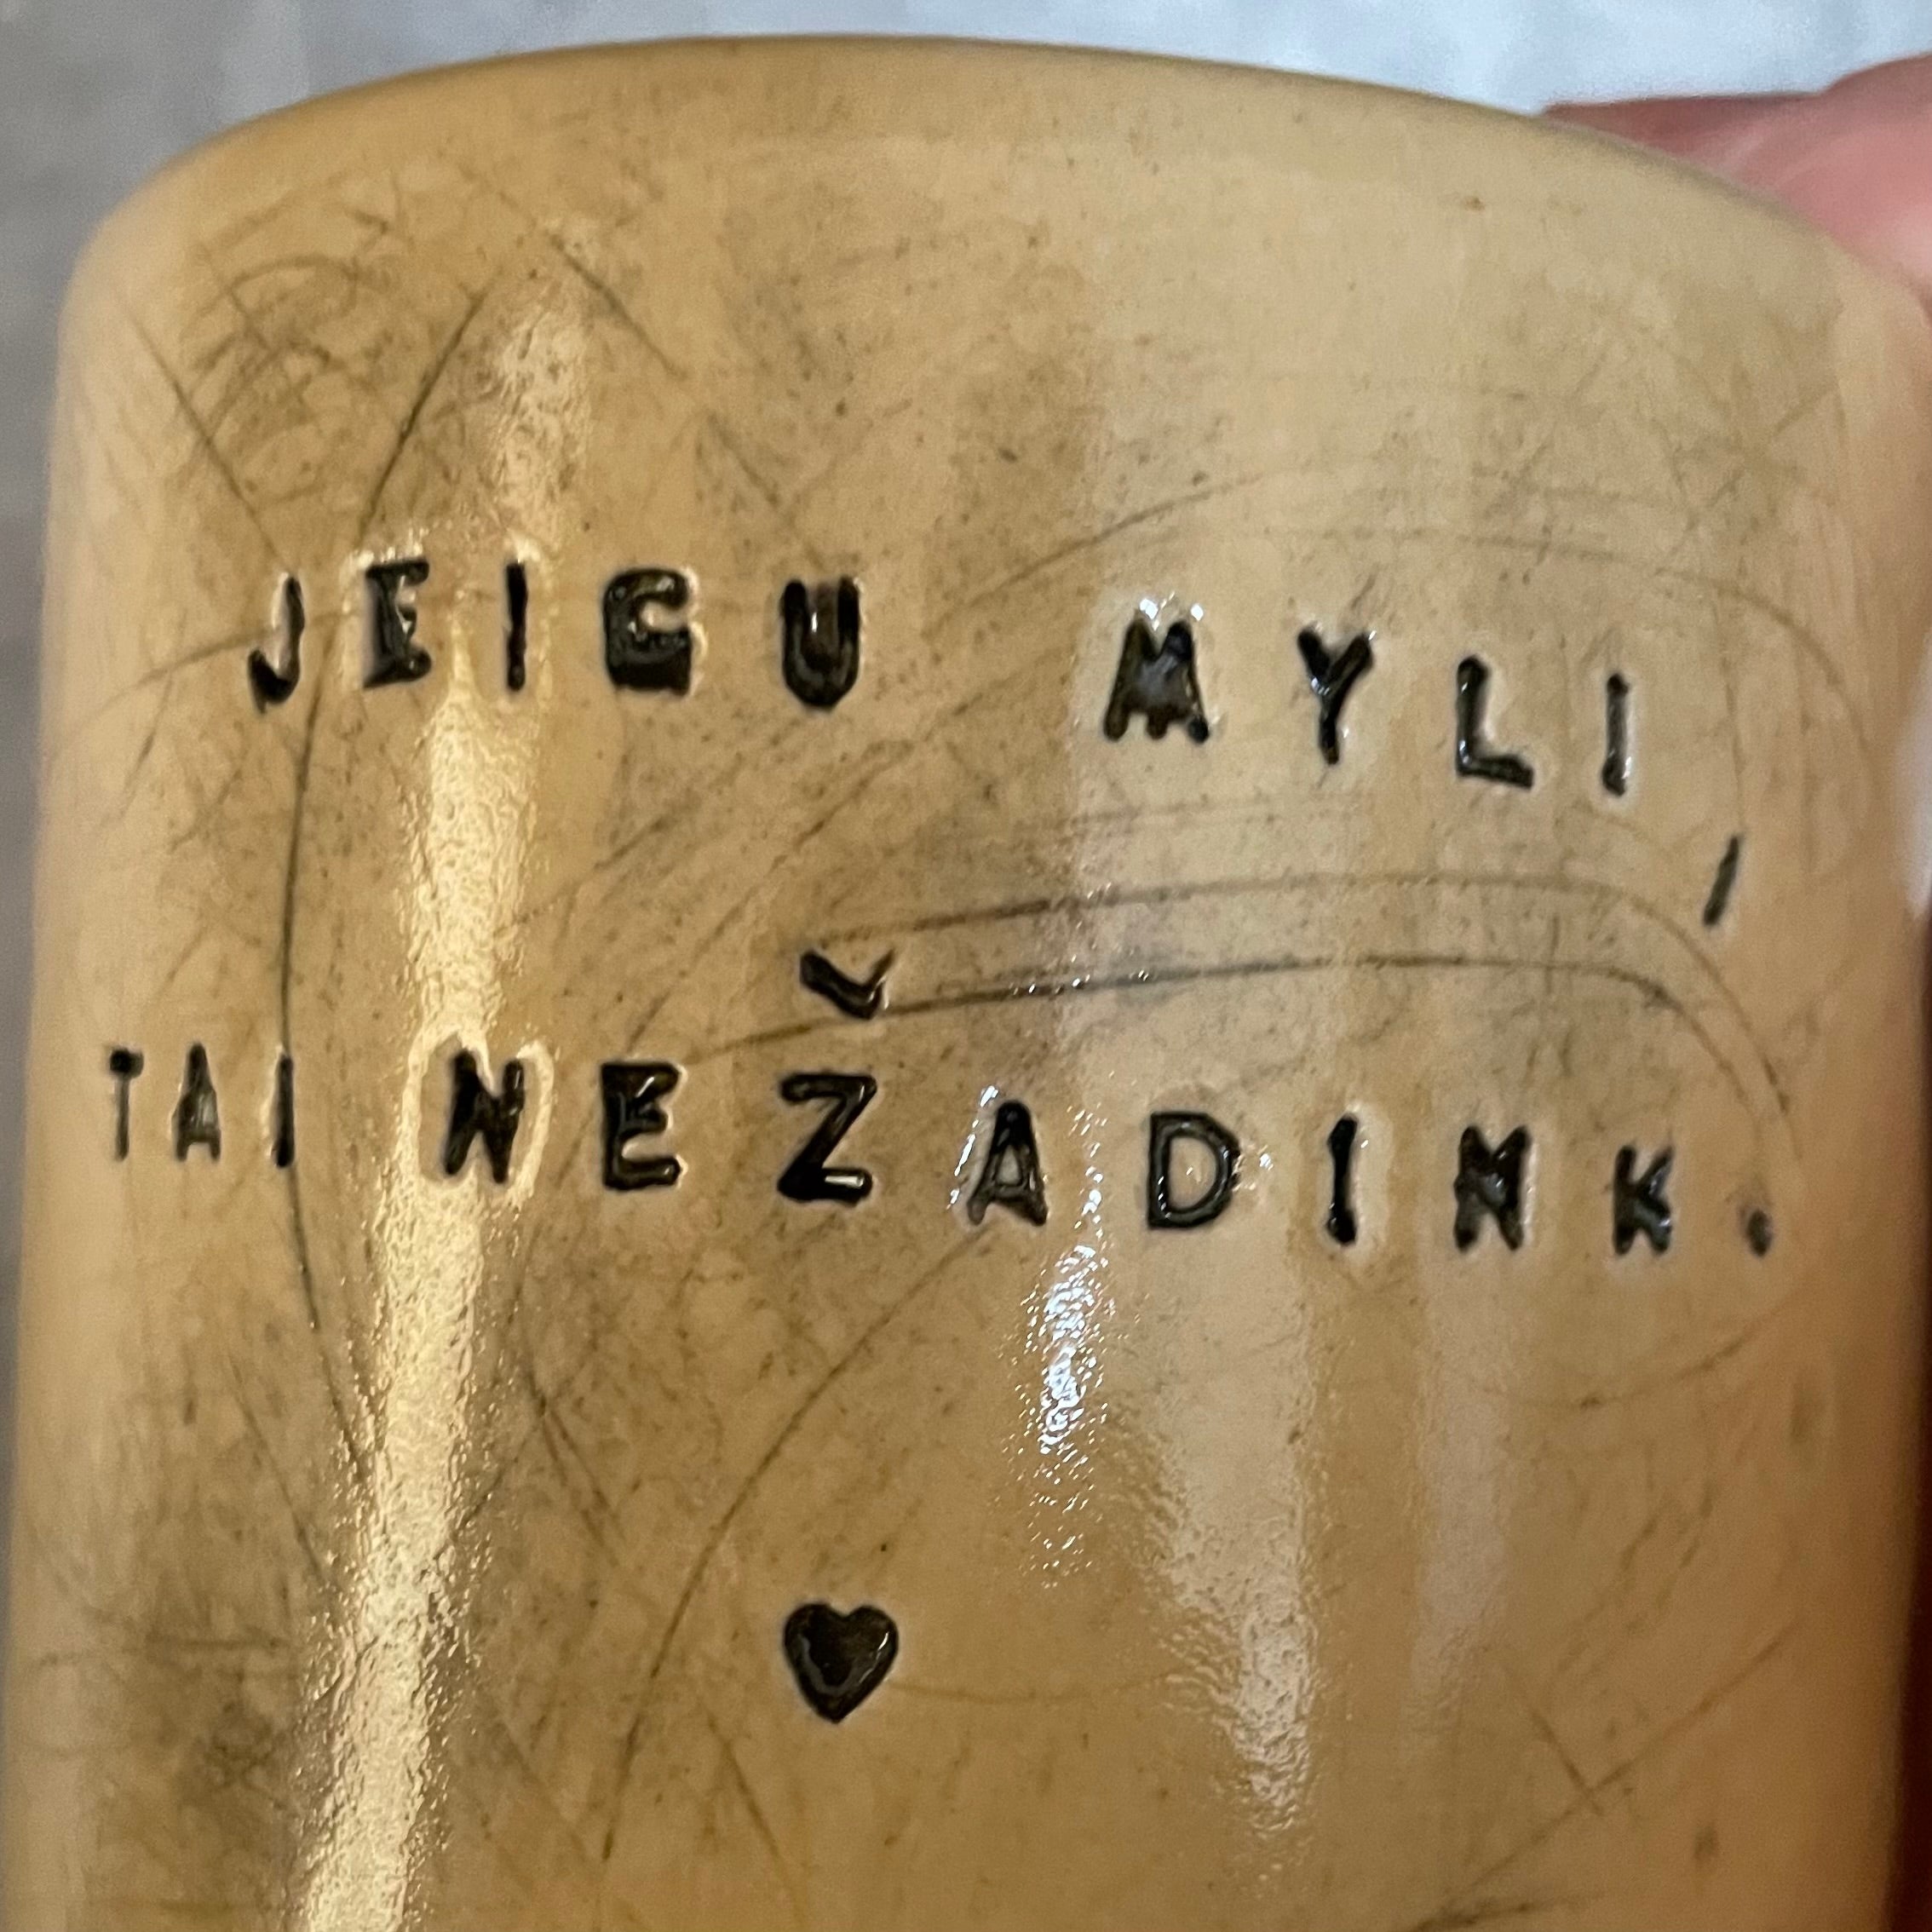 JEIGU MYLI,
TAI NEŽADINK.